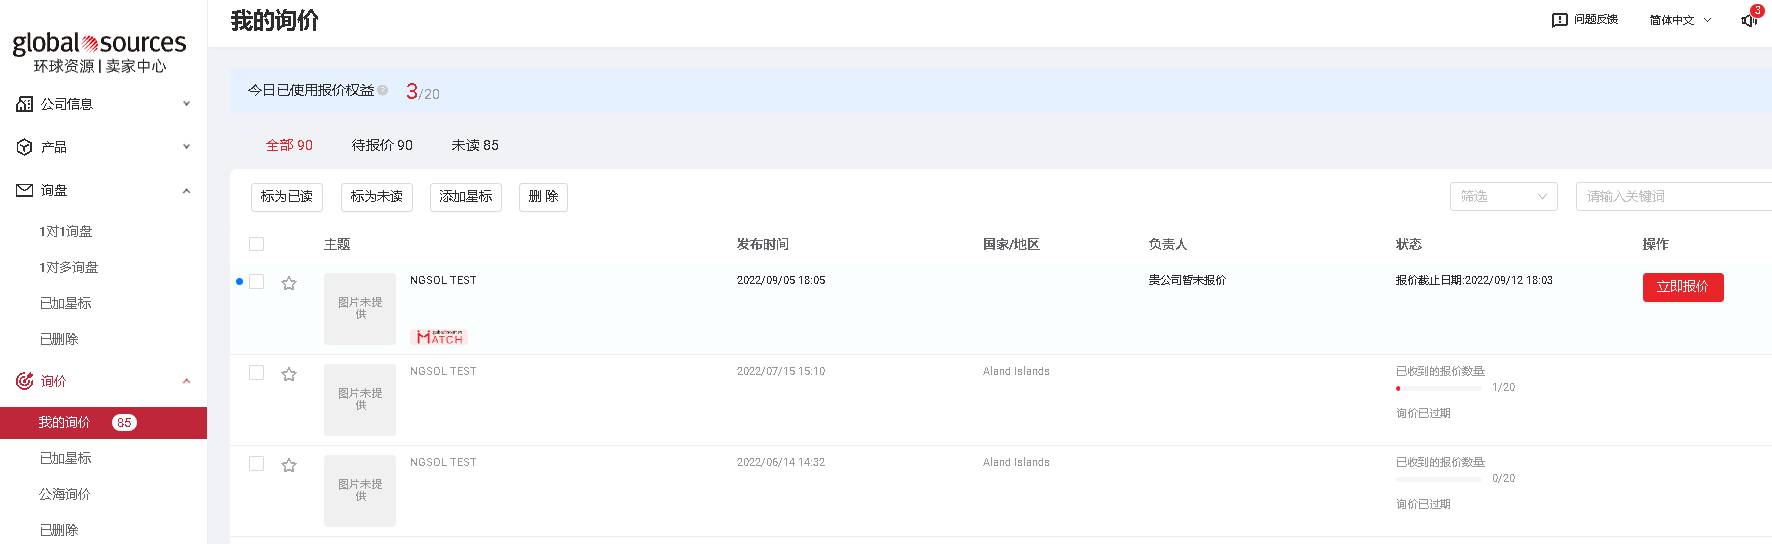 我的询价
问题反馈
简体中文
3
global sources
环球资源 | 卖家中心
公司信息
产品
询盘
1对1询盘
1对多询盘
已加星标
已删除
询价
我的询价 85
已加星标
公海询价
已删除
今日已使用报价权益 ? 3/20
全部 90 待报价 90 未读 85
标为已读 标为未读 添加星标 删 除 筛选 请输入关键词
主题 发布时间 国家/地区 负责人 状态 操作
图片未提
供
NGSOL TEST 2022/09/05 18:05 贵公司暂未报价 报价截止日期:2022/09/12 18:03 立即报价
MATCH
图片未提
供
NGSOL TEST 2022/07/15 15:10 Aland Islands 已收到的报价数量
1/20
询价已过期
图片未提
供
NGSOL TEST 2022/06/14 14:32 Aland Islands 已收到的报价数量
0/20
询价已过期